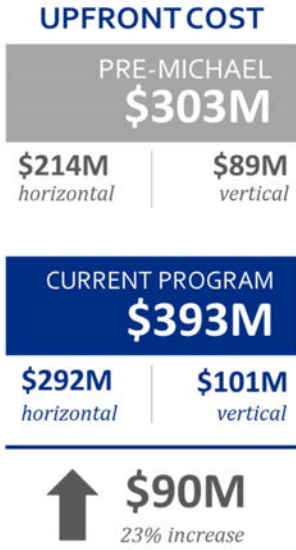 UPFRONT COST
PRE-MICHAEL
$303M
$214M $89M
horizontal vertical
CURRENT PROGRAM
$393M
$292M $101M
horizontal vertical
$90M
23% increase